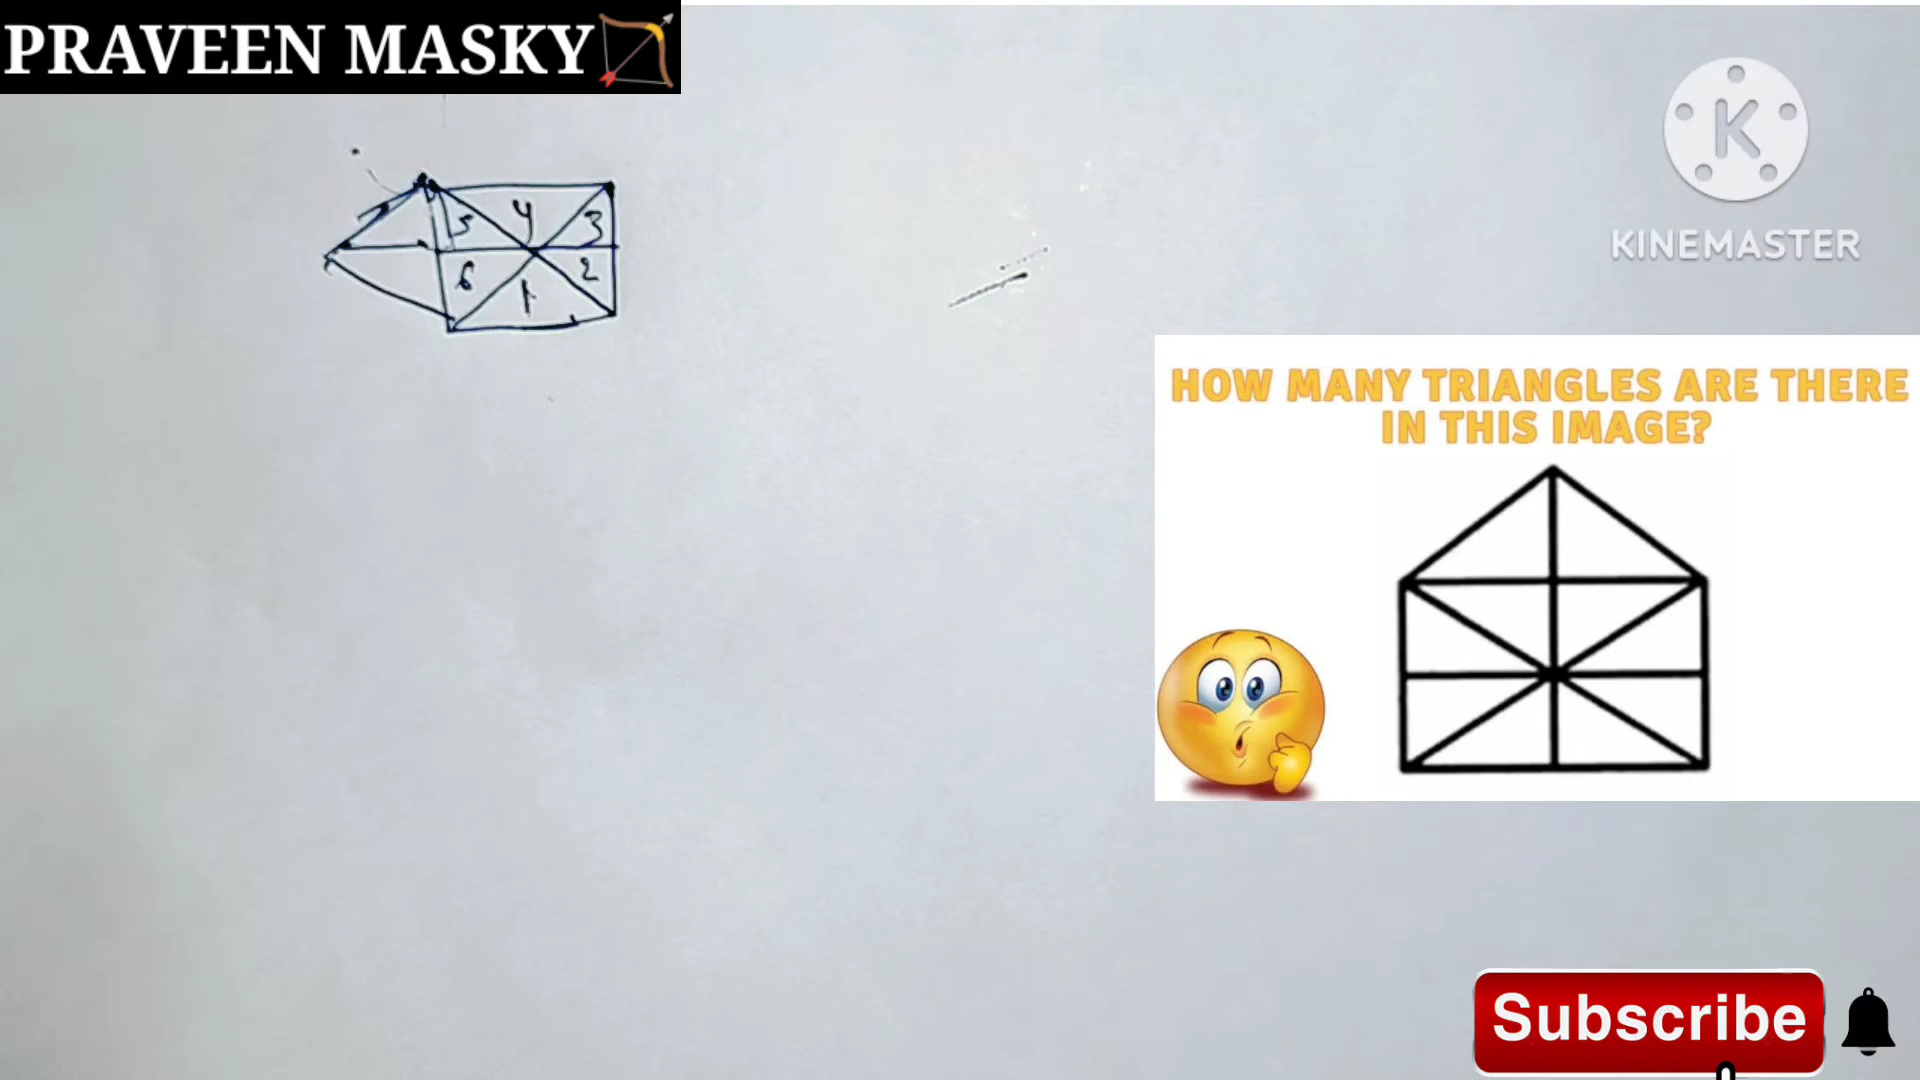 PRAVEEN MASKY
K
KINEMASTER
5 4 3
6 1 2
HOW MANY TRIANGLES ARE THERE
IN THIS IMAGE?
Subscribe